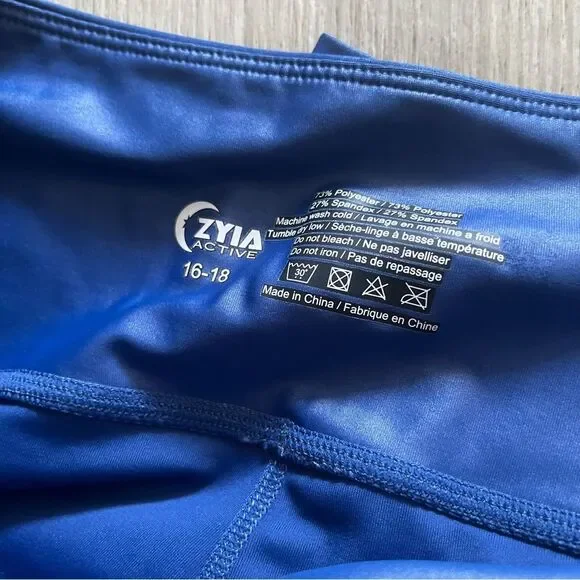 ZYIA
ACTIVE
16-18
73% Polyester / 73% Polyester
27% Spandex / 27% Spandex
Machine wash cold / Lavage en machine a froid
Tumble dry low / Sèche-linge à basse température
Do not bleach / Ne pas javelliser
Do not iron / Pas de repassage
30°
Made in China / Fabrique en Chine